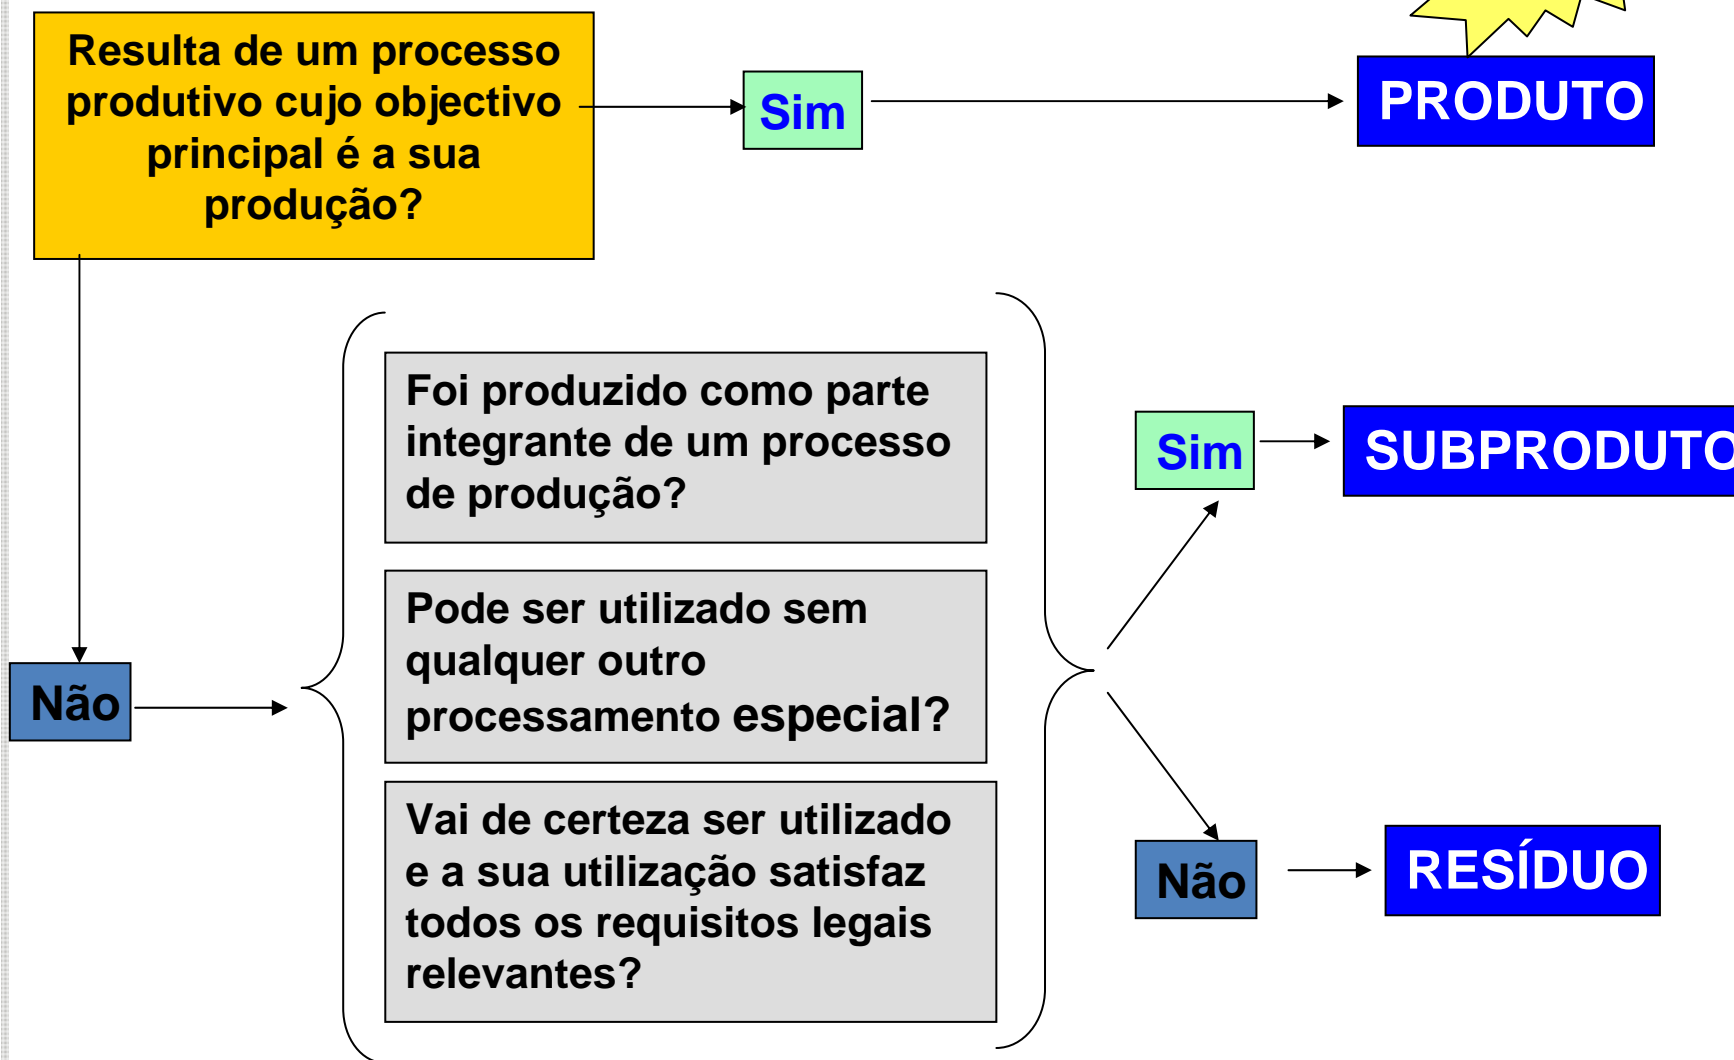 Resulta de um processo
produtivo cujo objectivo
principal é a sua
produção?
Sim
PRODUTO
Foi produzido como parte
integrante de um processo
de produção?
Sim
SUBPRODUTO
Pode ser utilizado sem
qualquer outro
processamento especial?
Não
Vai de certeza ser utilizado
e a sua utilização satisfaz
todos os requisitos legais
relevantes?
Não
RESÍDUO